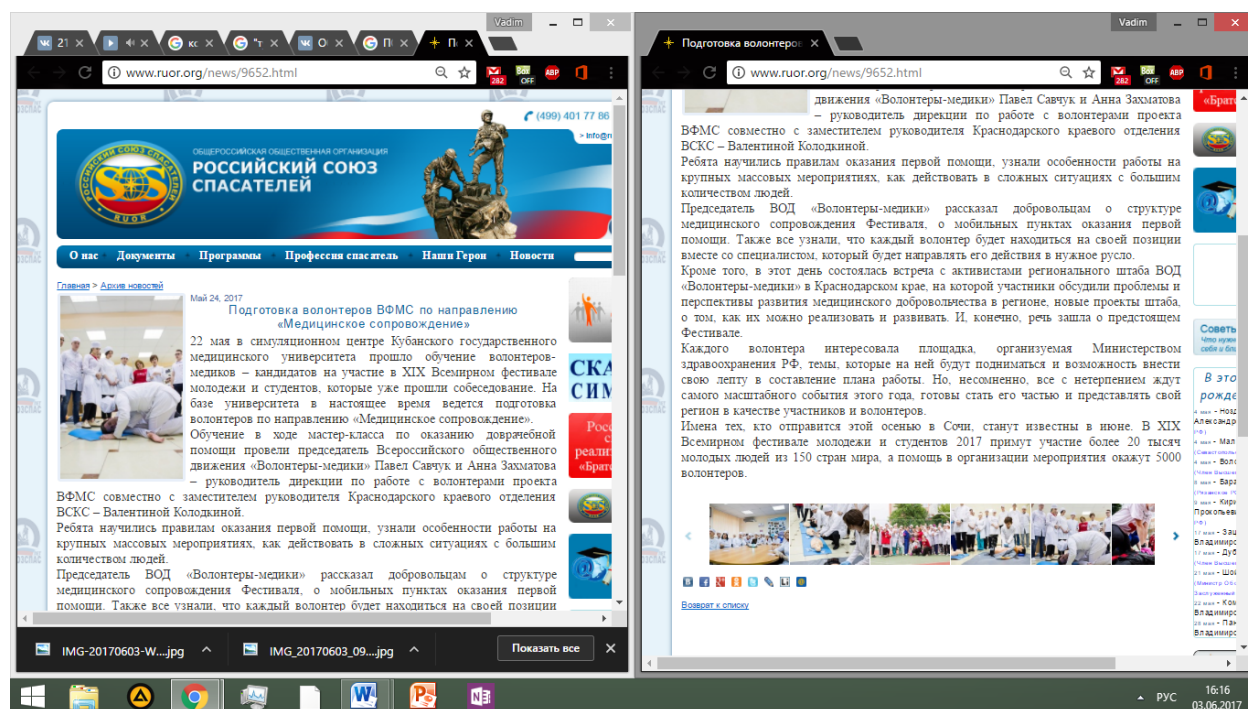 Vadim
21
кс
"т
О
П
П
www.ruor.org/news/9652.html
282
OFF
ABP
(499) 401 77 86
РОССИЙСКИЙ СОЮЗ СПАСАТЕЛЕЙ
RUOR
ОБЩЕРОССИЙСКАЯ ОБЩЕСТВЕННАЯ ОРГАНИЗАЦИЯ
РОССИЙСКИЙ СОЮЗ
СПАСАТЕЛЕЙ
О нас Документы Программы Профессия спасатель Наши Герои Новости
Главная > Архив новостей
Май 24, 2017
Подготовка волонтеров ВФМС по направлению
«Медицинское сопровождение»
22 мая в симуляционном центре Кубанского государственного
медицинского университета прошло обучение волонтеров-
медиков – кандидатов на участие в XIX Всемирном фестивале
молодежи и студентов, которые уже прошли собеседование. На
базе университета в настоящее время ведется подготовка
волонтеров по направлению «Медицинское сопровождение».
Обучение в ходе мастер-класса по оказанию доврачебной
помощи провели председатель Всероссийского общественного
движения «Волонтеры-медики» Павел Савчук и Анна Захматова
– руководитель дирекции по работе с волонтерами проекта
ВФМС совместно с заместителем руководителя Краснодарского краевого отделения
ВСКС – Валентиной Колодкиной.
Ребята научились правилам оказания первой помощи, узнали особенности работы на
крупных массовых мероприятиях, как действовать в сложных ситуациях с большим
количеством людей.
Председатель ВОД «Волонтеры-медики» рассказал добровольцам о структуре
медицинского сопровождения Фестиваля, о мобильных пунктах оказания первой
помощи. Также все узнали, что каждый волонтер будет находиться на своей позиции
IMG-20170603-W....jpg
IMG_20170603_09....jpg
Показать все
Vadim
Подготовка волонтеров
www.ruor.org/news/9652.html
282
OFF
ABP
движения «Волонтеры-медики» Павел Савчук и Анна Захматова
– руководитель дирекции по работе с волонтерами проекта
ВФМС совместно с заместителем руководителя Краснодарского краевого отделения
ВСКС – Валентиной Колодкиной.
Ребята научились правилам оказания первой помощи, узнали особенности работы на
крупных массовых мероприятиях, как действовать в сложных ситуациях с большим
количеством людей.
Председатель ВОД «Волонтеры-медики» рассказал добровольцам о структуре
медицинского сопровождения Фестиваля, о мобильных пунктах оказания первой
помощи. Также все узнали, что каждый волонтер будет находиться на своей позиции
вместе со специалистом, который будет направлять его действия в нужное русло.
Кроме того, в этот день состоялась встреча с активистами регионального штаба ВОД
«Волонтеры-медики» в Краснодарском крае, на которой участники обсудили проблемы и
перспективы развития медицинского добровольчества в регионе, новые проекты штаба,
о том, как их можно реализовать и развивать. И, конечно, речь зашла о предстоящем
Фестивале.
Каждого волонтера интересовала площадка, организуемая Министерством
здравоохранения РФ, темы, которые на ней будут подниматься и возможность внести
свою лепту в составление плана работы. Но, несомненно, все с нетерпением ждут
самого масштабного события этого года, готовы стать его частью и представлять свой
регион в качестве участников и волонтеров.
Имена тех, кто отправится этой осенью в Сочи, станут известны в июне. В XIX
Всемирном фестивале молодежи и студентов 2017 примут участие более 20 тысяч
молодых людей из 150 стран мира, а помощь в организации мероприятия окажут 5000
волонтеров.
Возврат к списку
Советы
В это
рожде
РУС
16:16
03.06.2017